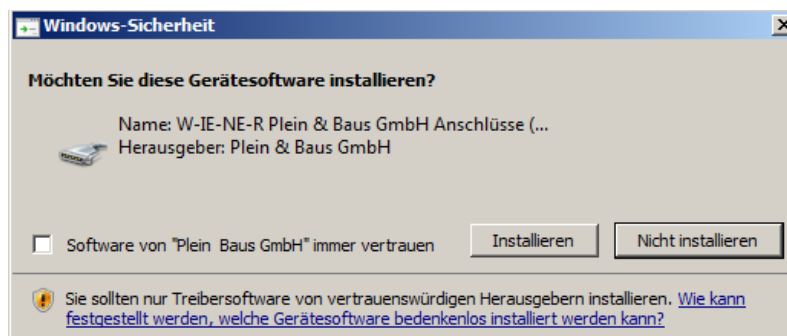 Windows-Sicherheit
Möchten Sie diese Gerätesoftware installieren?
Name: W-IE-NE-R Plein & Baus GmbH Anschlüsse (...
Herausgeber: Plein & Baus GmbH
Software von "Plein  Baus GmbH" immer vertrauen
Installieren
Nicht installieren
Sie sollten nur Treibersoftware von vertrauenswürdigen Herausgebern installieren. Wie kann
festgestellt werden, welche Gerätesoftware bedenkenlos installiert werden kann?